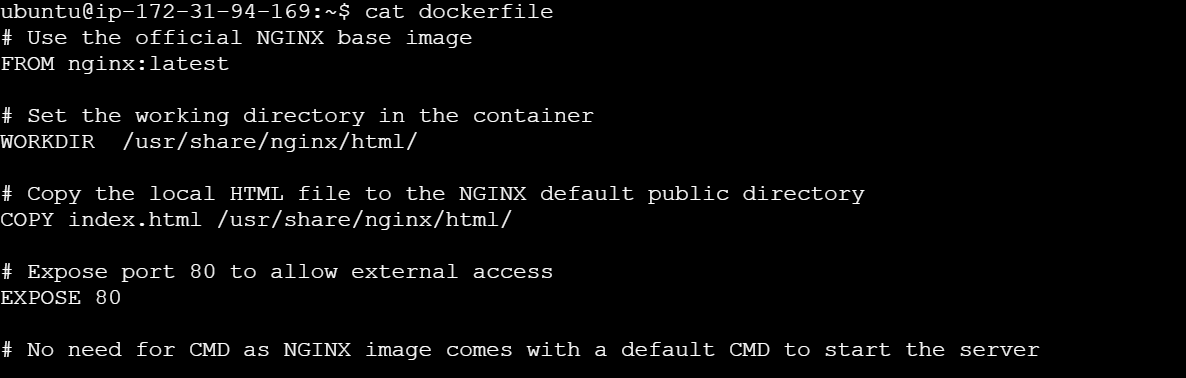 ubuntu@ip-172-31-94-169:~$ cat dockerfile
# Use the official NGINX base image
FROM nginx:latest
# Set the working directory in the container
WORKDIR  /usr/share/nginx/html/
# Copy the local HTML file to the NGINX default public directory
COPY index.html /usr/share/nginx/html/
# Expose port 80 to allow external access
EXPOSE 80
# No need for CMD as NGINX image comes with a default CMD to start the server